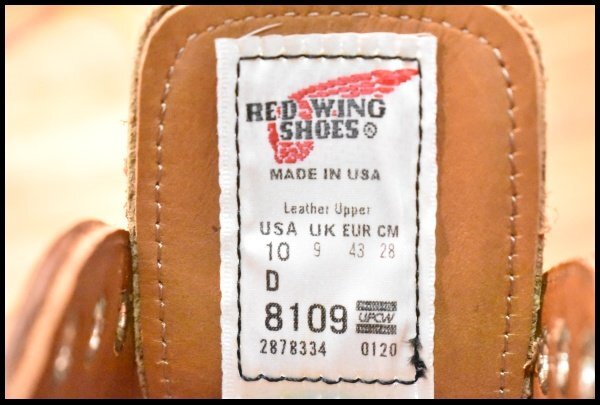 RED WING
SHOES®
MADE IN USA
Leather Upper
USA UK EUR CM
10 9 43 28
D
8109 UPCW
2878334 0120